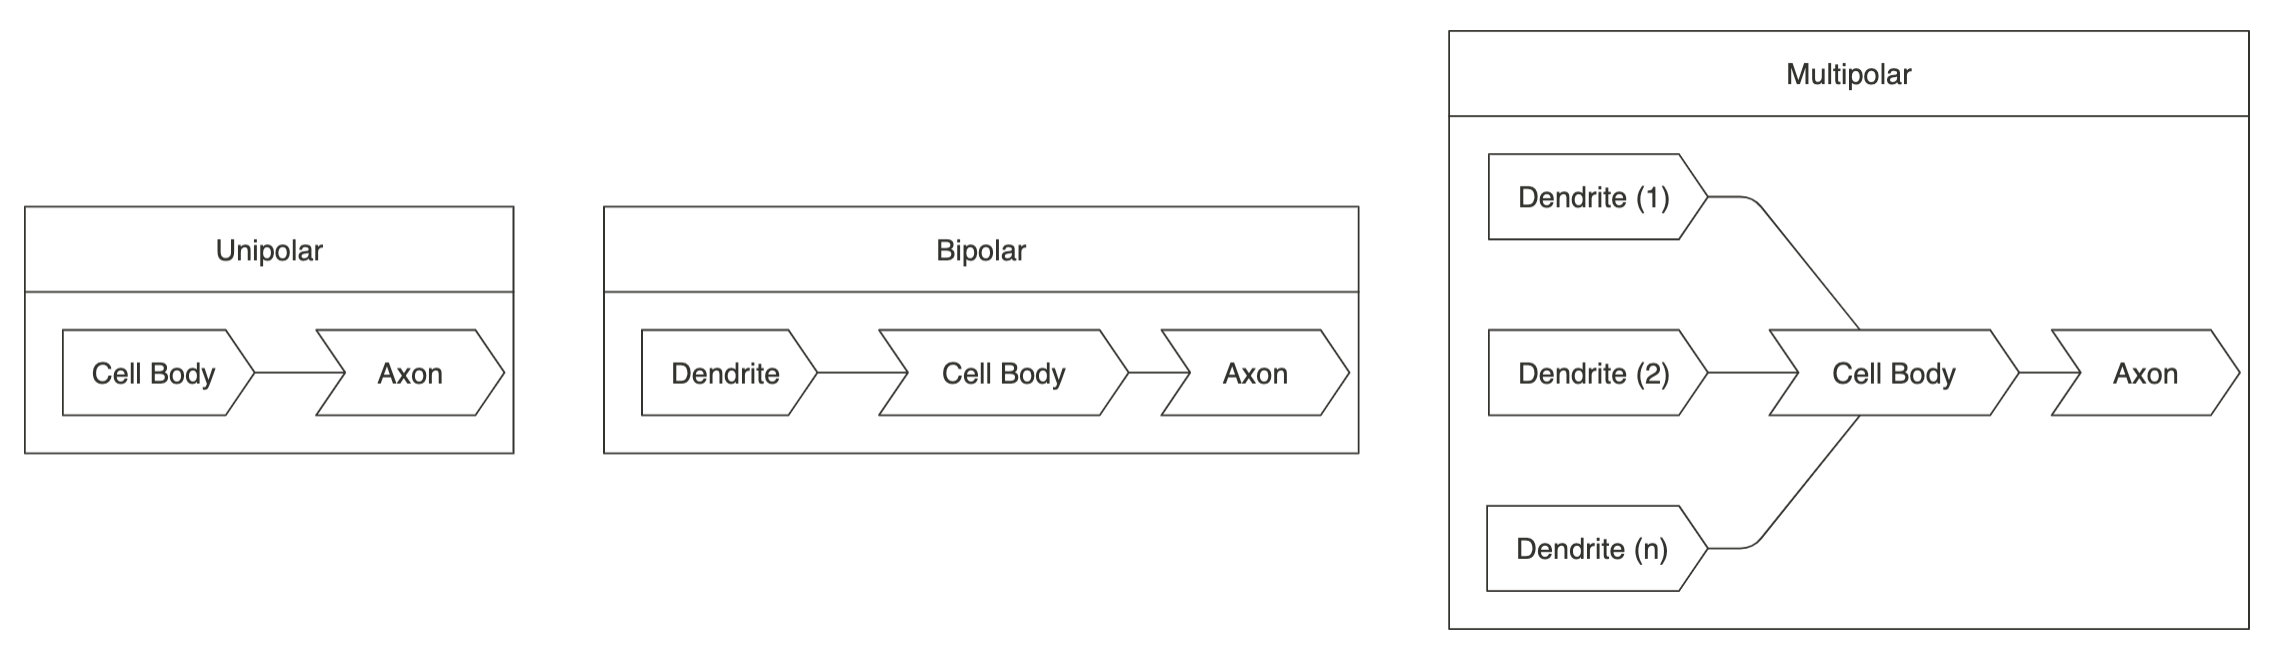 Unipolar
Cell Body
Axon
Bipolar
Dendrite
Cell Body
Axon
Multipolar
Dendrite (1)
Dendrite (2)
Cell Body
Axon
Dendrite (n)